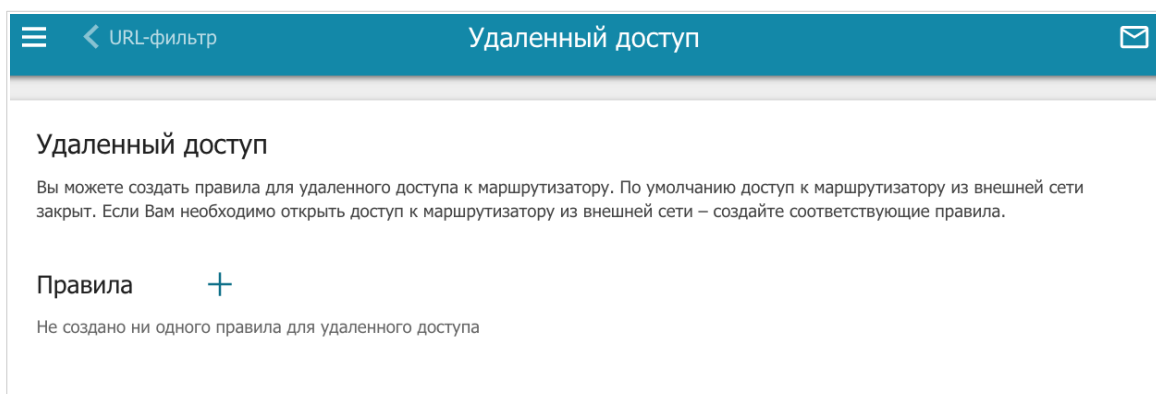 URL-фильтр
Удаленный доступ
Удаленный доступ
Вы можете создать правила для удаленного доступа к маршрутизатору. По умолчанию доступ к маршрутизатору из внешней сети
закрыт. Если Вам необходимо открыть доступ к маршрутизатору из внешней сети – создайте соответствующие правила.
Правила
Не создано ни одного правила для удаленного доступа